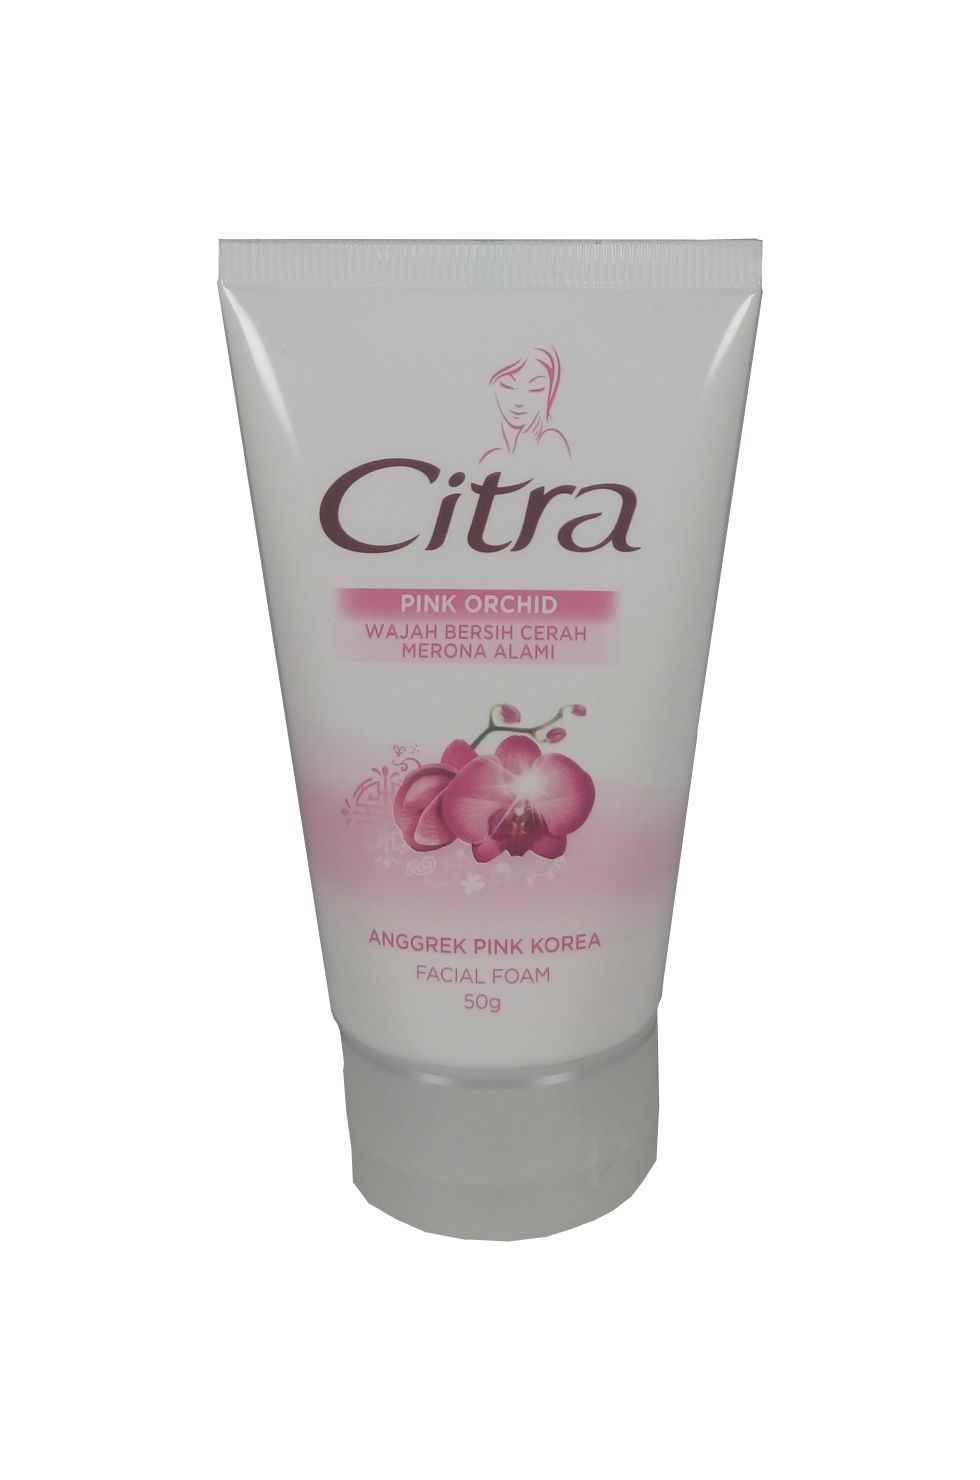 Citra
PINK ORCHID
WAJAH BERSIH CERAH
MERONA ALAMI
ANGGREK PINK KOREA
FACIAL FOAM
50g